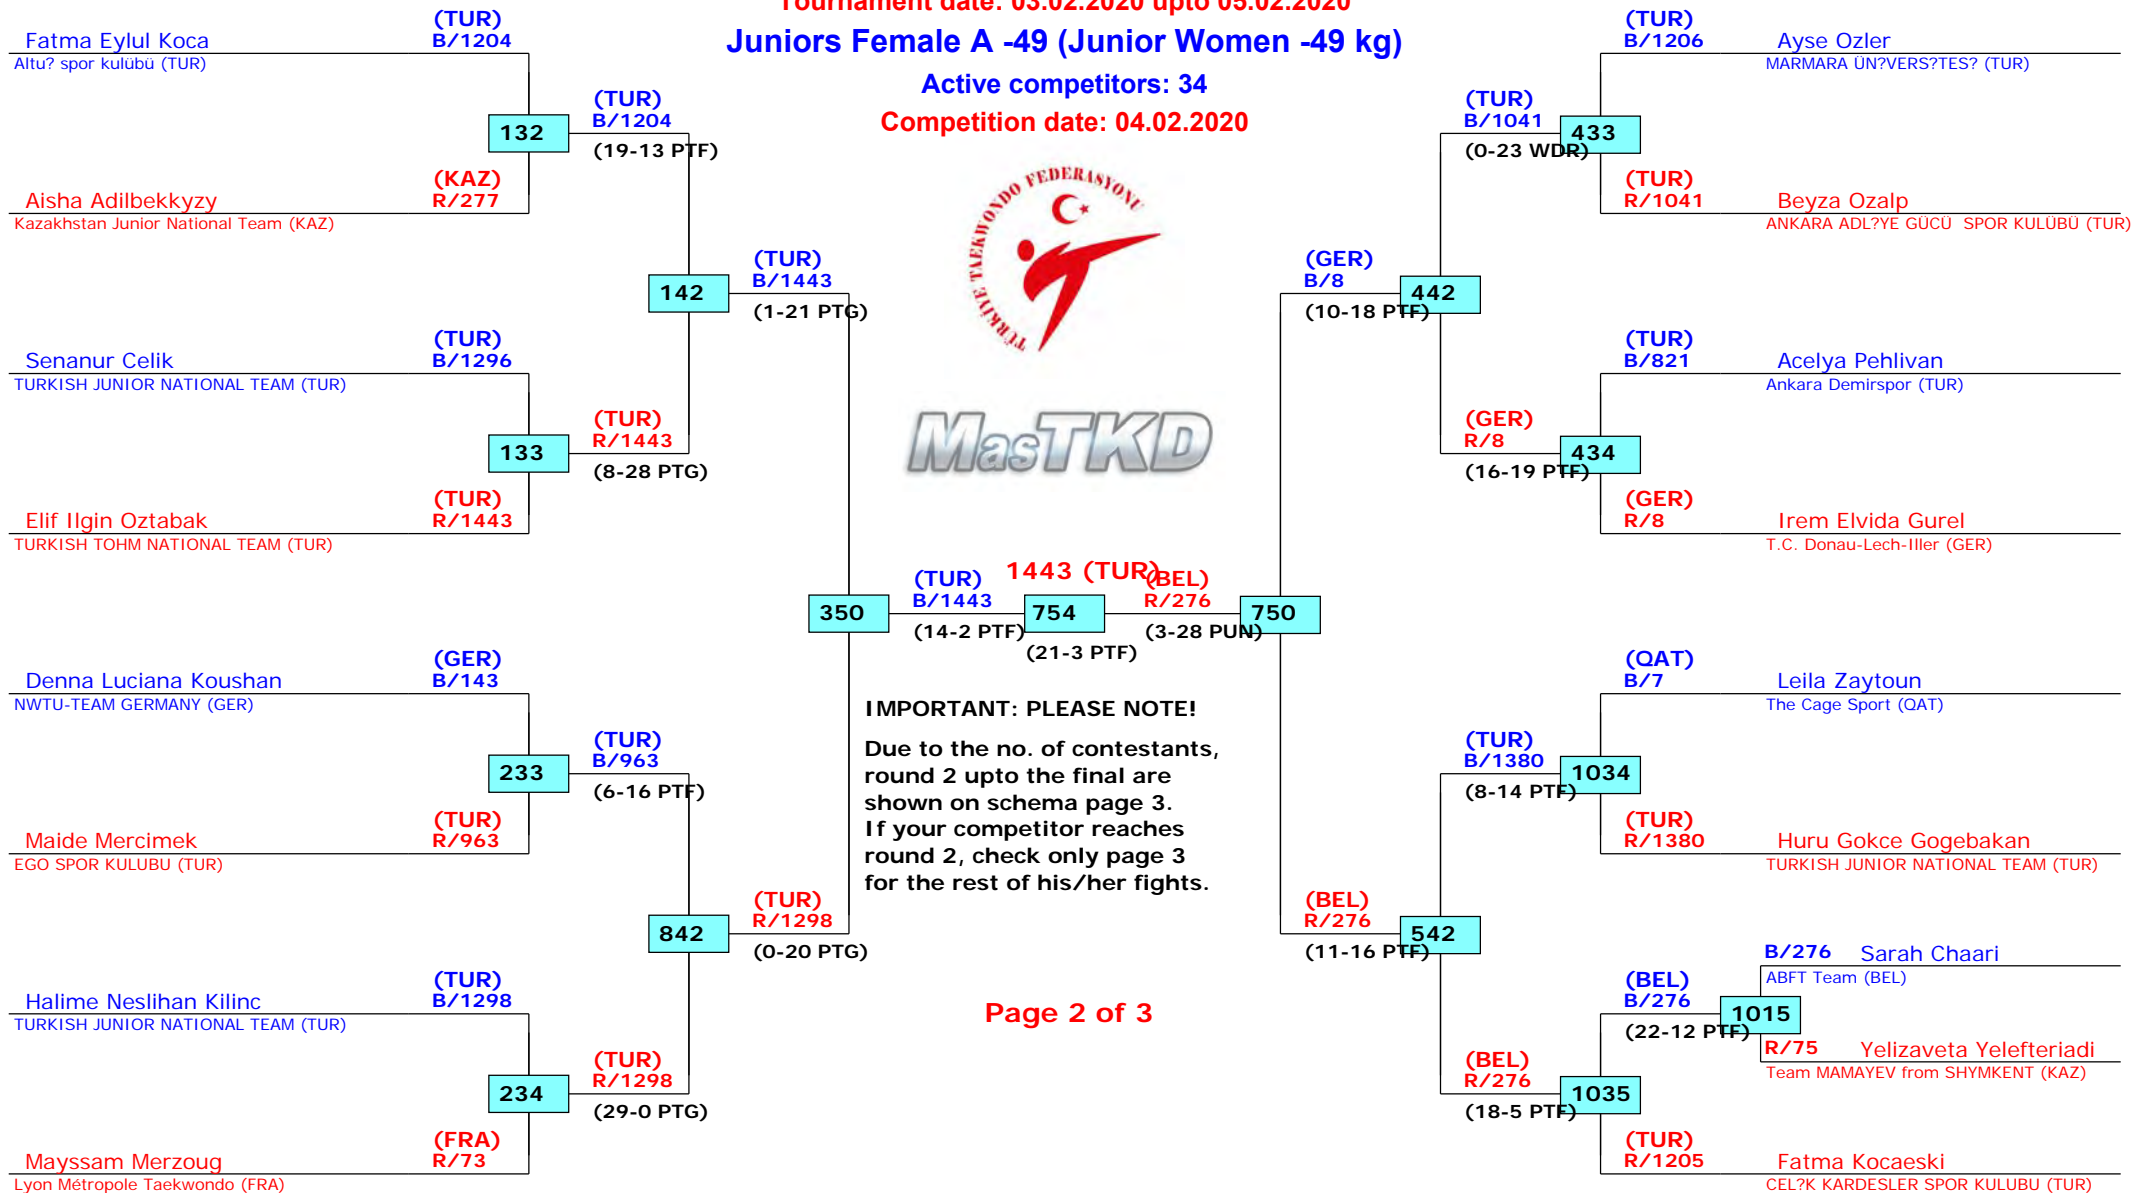 Tournament date: 03.02.2020 upto 05.02.2020
Juniors Female A -49 (Junior Women -49 kg)
Active competitors: 34
Competition date: 04.02.2020
TÜRKİYE TAEKWONDO FEDERASYONU
MasTKD
(TUR)
Fatma Eylul Koca B/1204
Altu? spor kulübü (TUR)
132
(TUR)
B/1204
(19-13 PTF)
(KAZ)
Aisha Adilbekkyzy R/277
Kazakhstan Junior National Team (KAZ)
142
(TUR)
B/1443
(1-21 PTG)
(TUR)
Senanur Celik B/1296
TURKISH JUNIOR NATIONAL TEAM (TUR)
133
(TUR)
R/1443
(8-28 PTG)
(TUR)
Elif Ilgin Oztabak R/1443
TURKISH TOHM NATIONAL TEAM (TUR)
350
(TUR)
B/1443
(14-2 PTF)
1443 (TUR)
754
(21-3 PTF)
(BEL)
R/276
(3-28 PUN)
750
(GER)
Denna Luciana Koushan B/143
NWTU-TEAM GERMANY (GER)
233
(TUR)
B/963
(6-16 PTF)
(TUR)
Maide Mercimek R/963
EGO SPOR KULUBU (TUR)
842
(TUR)
R/1298
(0-20 PTG)
(TUR)
Halime Neslihan Kilinc B/1298
TURKISH JUNIOR NATIONAL TEAM (TUR)
234
(TUR)
R/1298
(29-0 PTG)
(FRA)
Mayssam Merzoug R/73
Lyon Métropole Taekwondo (FRA)
IMPORTANT: PLEASE NOTE!
Due to the no. of contestants,
round 2 upto the final are
shown on schema page 3.
If your competitor reaches
round 2, check only page 3
for the rest of his/her fights.
Page 2 of 3
(TUR)
B/1206 Ayse Ozler
MARMARA ÜN?VERS?TES? (TUR)
(TUR)
B/1041
(0-23 WDR)
433
(TUR)
R/1041 Beyza Ozalp
ANKARA ADL?YE GÜCÜ SPOR KULÜBÜ (TUR)
(GER)
B/8
(10-18 PTF)
442
(TUR)
B/821 Acelya Pehlivan
Ankara Demirspor (TUR)
(GER)
R/8
(16-19 PTF)
434
(GER)
R/8 Irem Elvida Gurel
T.C. Donau-Lech-Iller (GER)
(QAT)
B/7 Leila Zaytoun
The Cage Sport (QAT)
(TUR)
B/1380
(8-14 PTF)
1034
(TUR)
R/1380 Huru Gokce Gogebakan
TURKISH JUNIOR NATIONAL TEAM (TUR)
(BEL)
R/276
(11-16 PTF)
542
B/276 Sarah Chaari
ABFT Team (BEL)
(BEL)
B/276
(22-12 PTF)
1015
R/75 Yelizaveta Yelefteriadi
Team MAMAYEV from SHYMKENT (KAZ)
(BEL)
R/276
(18-5 PTF)
1035
(TUR)
R/1205 Fatma Kocaeski
CEL?K KARDESLER SPOR KULUBU (TUR)